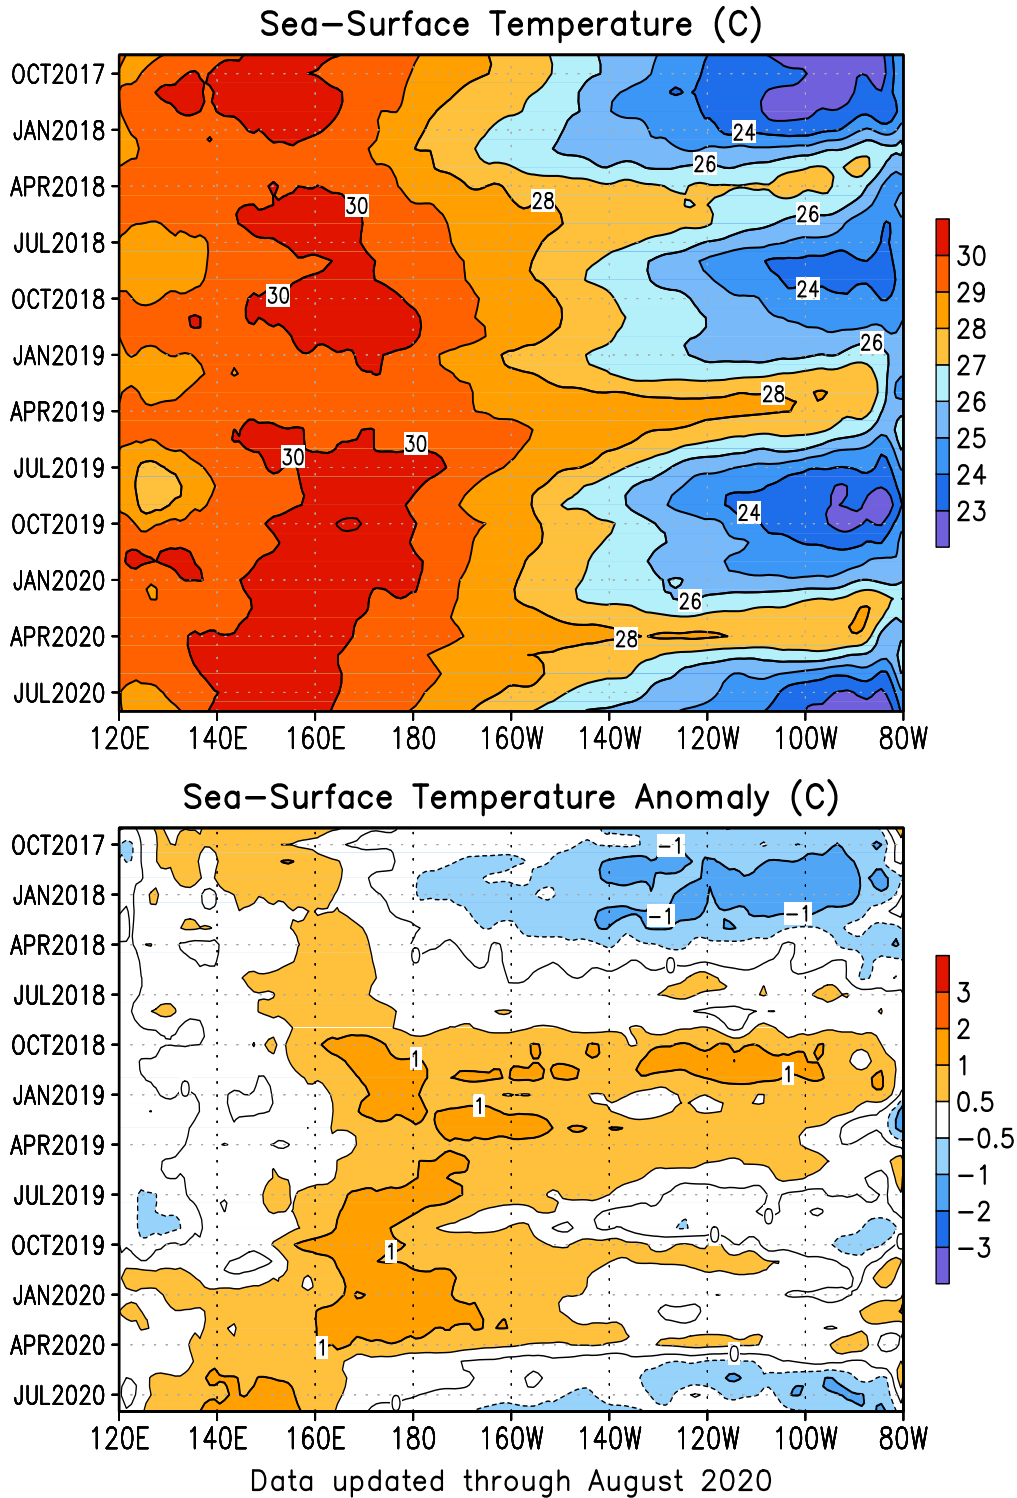 Sea-Surface Temperature (C)
OCT2017
JAN2018
24
26
APR2018
30
28
26
JUL2018
30
30
24
29
OCT2018
28
26
JAN2019
27
28
26
APR2019
30
25
30
JUL2019
24
24
23
OCT2019
JAN2020
26
APR2020
28
JUL2020
120E 140E 160E 180 160W 140W 120W 100W 80W
Sea-Surface Temperature Anomaly (C)
OCT2017
-1
JAN2018
-1
-1
APR2018
0
0
JUL2018
3
2
OCT2018
1
1
1
0
JAN2019
1
0.5
-0.5
APR2019
-1
JUL2019
0
-2
0
0
OCT2019
1
-3
JAN2020
APR2020
1
0
JUL2020
0
120E 140E 160E 180 160W 140W 120W 100W 80W
Data updated through August 2020